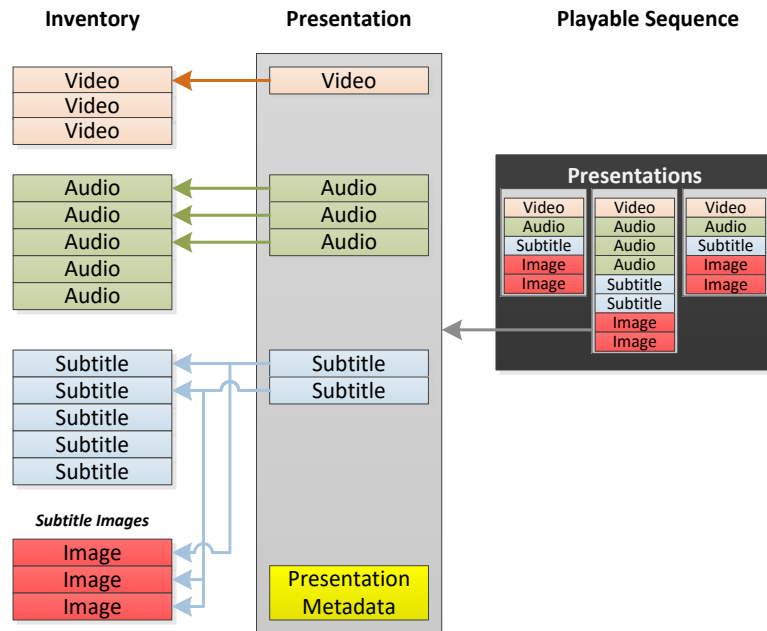 Inventory
Video
Video
Video
Audio
Audio
Audio
Audio
Audio
Subtitle
Subtitle
Subtitle
Subtitle
Subtitle
Subtitle Images
Image
Image
Image
Presentation
Video
Audio
Audio
Audio
Subtitle
Subtitle
Presentation
Metadata
Playable Sequence
Presentations
Video
Audio
Subtitle
Image
Image
Video
Audio
Audio
Audio
Subtitle
Subtitle
Image
Image
Video
Audio
Subtitle
Image
Image